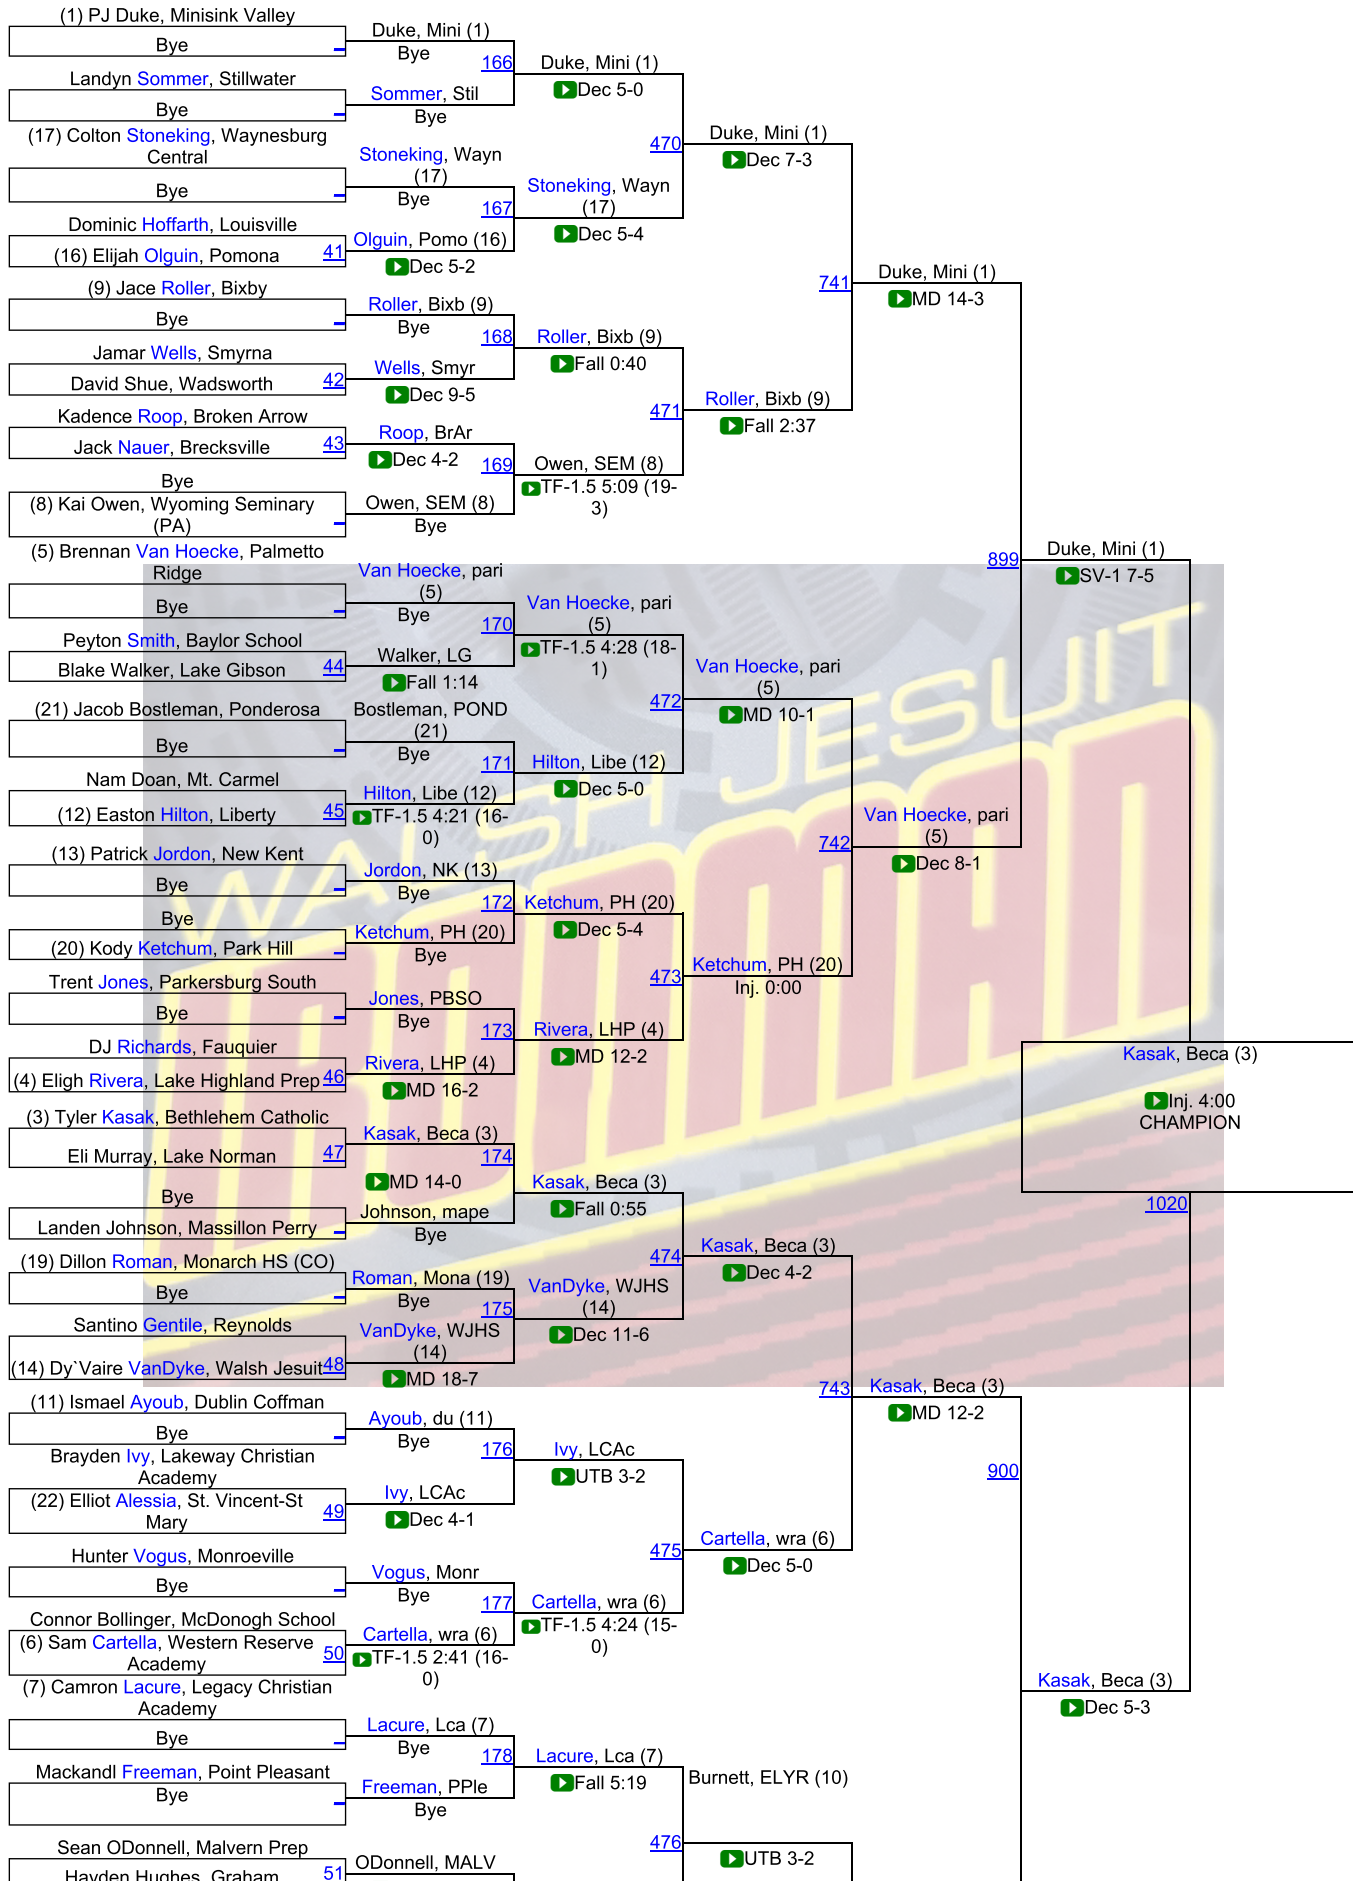 (1) PJ Duke, Minisink Valley
Bye
Landyn Sommer, Stillwater
Bye
(17) Colton Stoneking, Waynesburg
Central
Bye
Dominic Hoffarth, Louisville
(16) Elijah Olguin, Pomona
41
(9) Jace Roller, Bixby
Bye
Jamar Wells, Smyrna
David Shue, Wadsworth
42
Kadence Roop, Broken Arrow
Jack Nauer, Brecksville
43
Bye
(8) Kai Owen, Wyoming Seminary
(PA)
(5) Brennan Van Hoecke, Palmetto
Ridge
Bye
Peyton Smith, Baylor School
Blake Walker, Lake Gibson
44
(21) Jacob Bostleman, Ponderosa
Bye
Nam Doan, Mt. Carmel
(12) Easton Hilton, Liberty
45
(13) Patrick Jordon, New Kent
Bye
Bye
(20) Kody Ketchum, Park Hill
Trent Jones, Parkersburg South
Bye
DJ Richards, Fauquier
(4) Eligh Rivera, Lake Highland Prep
46
(3) Tyler Kasak, Bethlehem Catholic
Eli Murray, Lake Norman
47
Bye
Landen Johnson, Massillon Perry
(19) Dillon Roman, Monarch HS (CO)
Bye
Santino Gentile, Reynolds
(14) Dy`Vaire VanDyke, Walsh Jesuit
48
(11) Ismael Ayoub, Dublin Coffman
Bye
Brayden Ivy, Lakeway Christian
Academy
(22) Elliot Alessia, St. Vincent-St
Mary
49
Hunter Vogus, Monroeville
Bye
Connor Bollinger, McDonogh School
(6) Sam Cartella, Western Reserve
Academy
50
(7) Camron Lacure, Legacy Christian
Academy
Bye
Mackandl Freeman, Point Pleasant
Bye
Sean ODonnell, Malvern Prep
Hayden Hughes, Graham
51
Duke, Mini (1)
Bye
166
Sommer, Stil
Bye
Stoneking, Wayn
(17)
Bye
167
Olguin, Pomo (16)
Dec 5-2
Roller, Bixb (9)
Bye
168
Wells, Smyr
Dec 9-5
Roop, BrAr
Dec 4-2
169
Owen, SEM (8)
Bye
Van Hoecke, pari
(5)
Bye
170
Walker, LG
Fall 1:14
Bostleman, POND
(21)
Bye
171
Hilton, Libe (12)
TF-1.5 4:21 (16-
0)
Jordon, NK (13)
Bye
172
Ketchum, PH (20)
Bye
Jones, PBSO
Bye
173
Rivera, LHP (4)
MD 16-2
Kasak, Beca (3)
174
MD 14-0
Johnson, mape
Bye
Roman, Mona (19)
Bye
175
VanDyke, WJHS
(14)
MD 18-7
Ayoub, du (11)
Bye
176
Ivy, LCAc
Dec 4-1
Vogus, Monr
Bye
177
Cartella, wra (6)
TF-1.5 2:41 (16-
0)
Lacure, Lca (7)
Bye
178
Freeman, PPle
Bye
ODonnell, MALV
Duke, Mini (1)
Dec 5-0
470
Stoneking, Wayn
(17)
Dec 5-4
Roller, Bixb (9)
Fall 0:40
471
Owen, SEM (8)
TF-1.5 5:09 (19-
3)
Van Hoecke, pari
(5)
TF-1.5 4:28 (18-
1)
472
Hilton, Libe (12)
Dec 5-0
Ketchum, PH (20)
Dec 5-4
473
Rivera, LHP (4)
MD 12-2
Kasak, Beca (3)
Fall 0:55
474
VanDyke, WJHS
(14)
Dec 11-6
Ivy, LCAc
UTB 3-2
475
Cartella, wra (6)
TF-1.5 4:24 (15-
0)
Lacure, Lca (7)
Fall 5:19
476
Duke, Mini (1)
Dec 7-3
741
Roller, Bixb (9)
Fall 2:37
Van Hoecke, pari
(5)
MD 10-1
742
Ketchum, PH (20)
Inj. 0:00
Kasak, Beca (3)
Dec 4-2
743
Cartella, wra (6)
Dec 5-0
Burnett, ELYR (10)
UTB 3-2
Duke, Mini (1)
MD 14-3
899
Van Hoecke, pari
(5)
Dec 8-1
Kasak, Beca (3)
MD 12-2
900
Duke, Mini (1)
SV-1 7-5
Kasak, Beca (3)
Dec 5-3
Kasak, Beca (3)
Inj. 4:00
CHAMPION
1020
WALSH JESUIT
IRONMAN